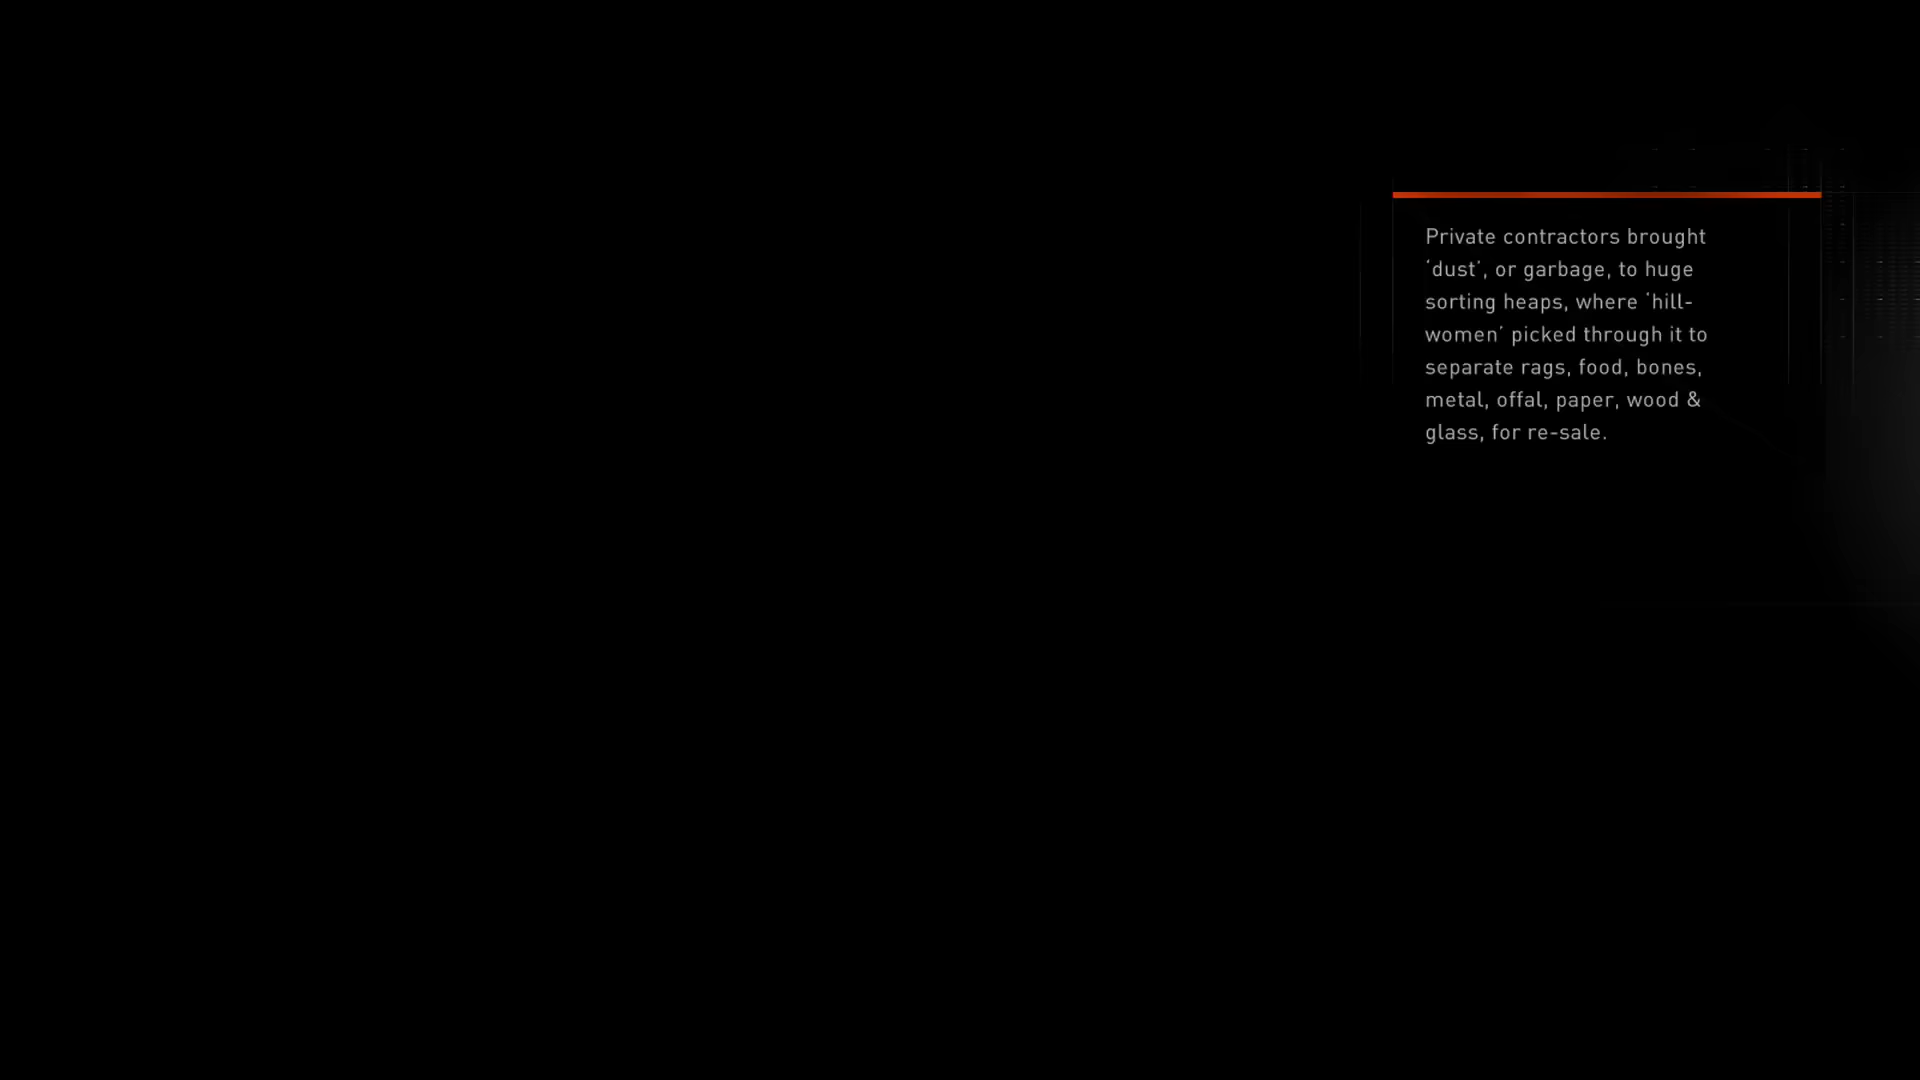 Private contractors brought
‘dust’, or garbage, to huge
sorting heaps, where ‘hill-
women’ picked through it to
separate rags, food, bones,
metal, offal, paper, wood &
glass, for re-sale.